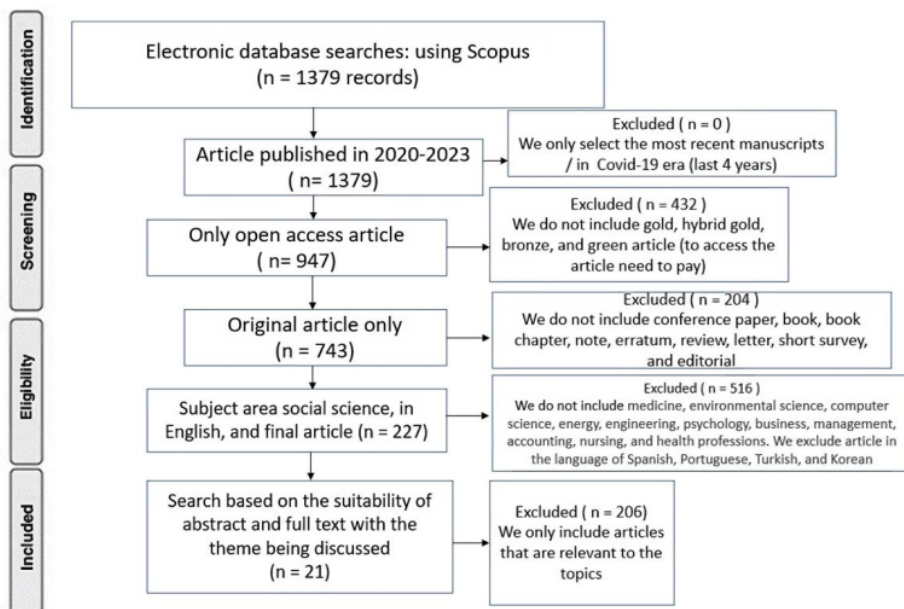 Identification
Electronic database searches: using Scopus
(n = 1379 records)
Article published in 2020-2023
( n= 1379)
Excluded ( n = 0 )
We only select the most recent manuscripts
/ in Covid-19 era (last 4 years)
Screening
Only open access article
( n= 947)
Excluded ( n = 432 )
We do not include gold, hybrid gold,
bronze, and green article (to access the
article need to pay)
Eligibility
Original article only
(n = 743)
Excluded ( n = 204 )
We do not include conference paper, book, book
chapter, note, erratum, review, letter, short survey,
and editorial
Subject area social science, in
English, and final article (n = 227)
Excluded ( n = 516 )
We do not include medicine, environmental science, computer
science, energy, engineering, psychology, business, management,
accounting, nursing, and health professions. We exclude article in
the language of Spanish, Portuguese, Turkish, and Korean
Included
Search based on the suitability of
abstract and full text with the
theme being discussed
(n = 21)
Excluded ( n = 206)
We only include articles
that are relevant to the
topics